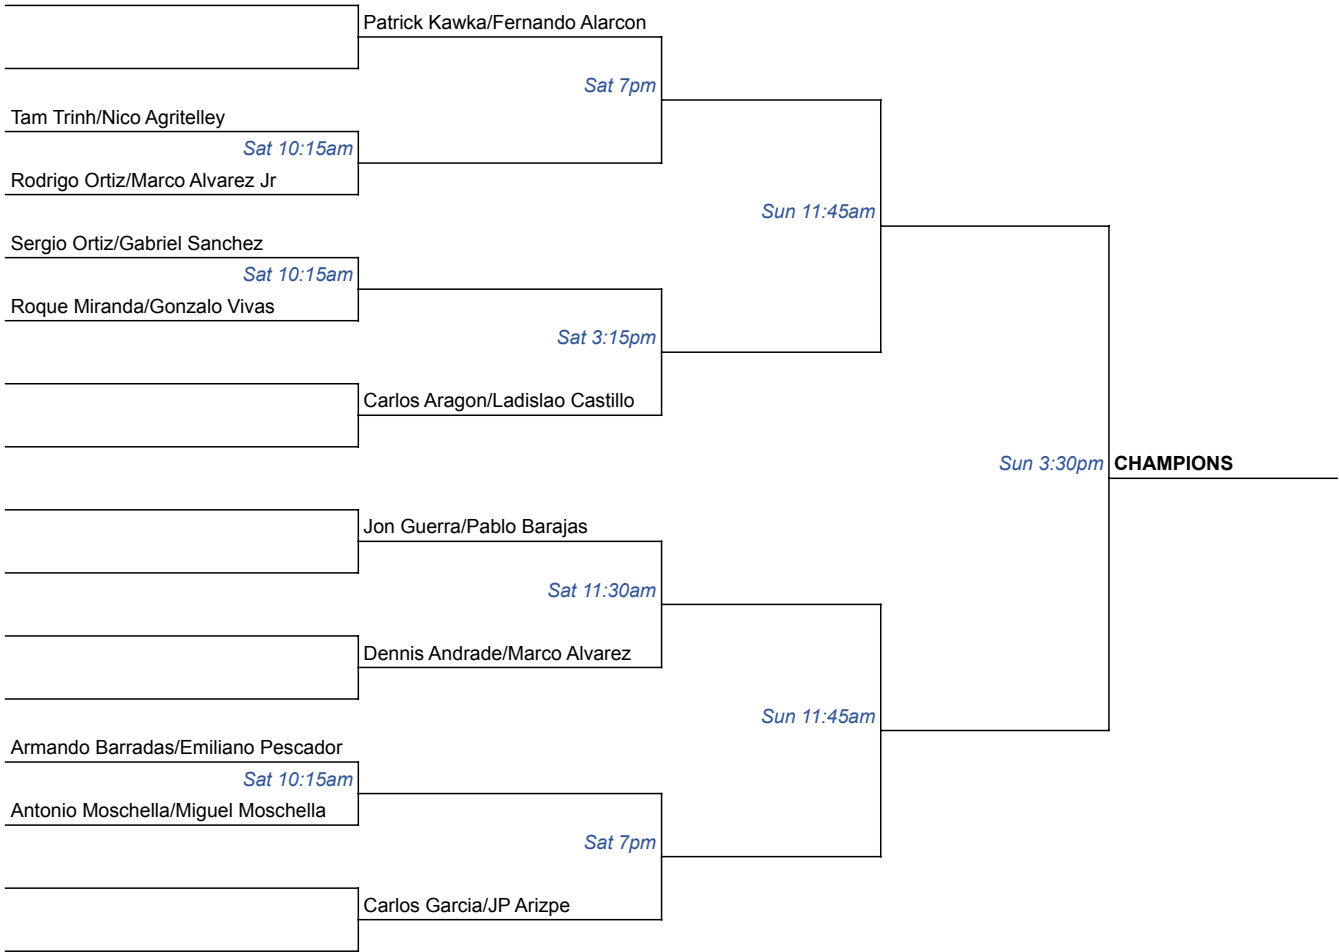 Patrick Kawka/Fernando Alarcon
Sat 7pm
Tam Trinh/Nico Agritelley
Sat 10:15am
Rodrigo Ortiz/Marco Alvarez Jr
Sun 11:45am
Sergio Ortiz/Gabriel Sanchez
Sat 10:15am
Roque Miranda/Gonzalo Vivas
Sat 3:15pm
Carlos Aragon/Ladislao Castillo
Sun 3:30pm CHAMPIONS
Jon Guerra/Pablo Barajas
Sat 11:30am
Dennis Andrade/Marco Alvarez
Sun 11:45am
Armando Barradas/Emiliano Pescador
Sat 10:15am
Antonio Moschella/Miguel Moschella
Sat 7pm
Carlos Garcia/JP Arizpe